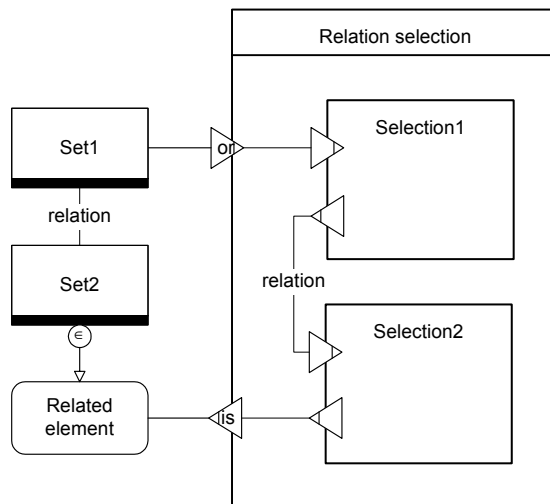 Relation selection
Set1
or
Selection1
relation
Set2
relation
∈
Selection2
Related
element
is